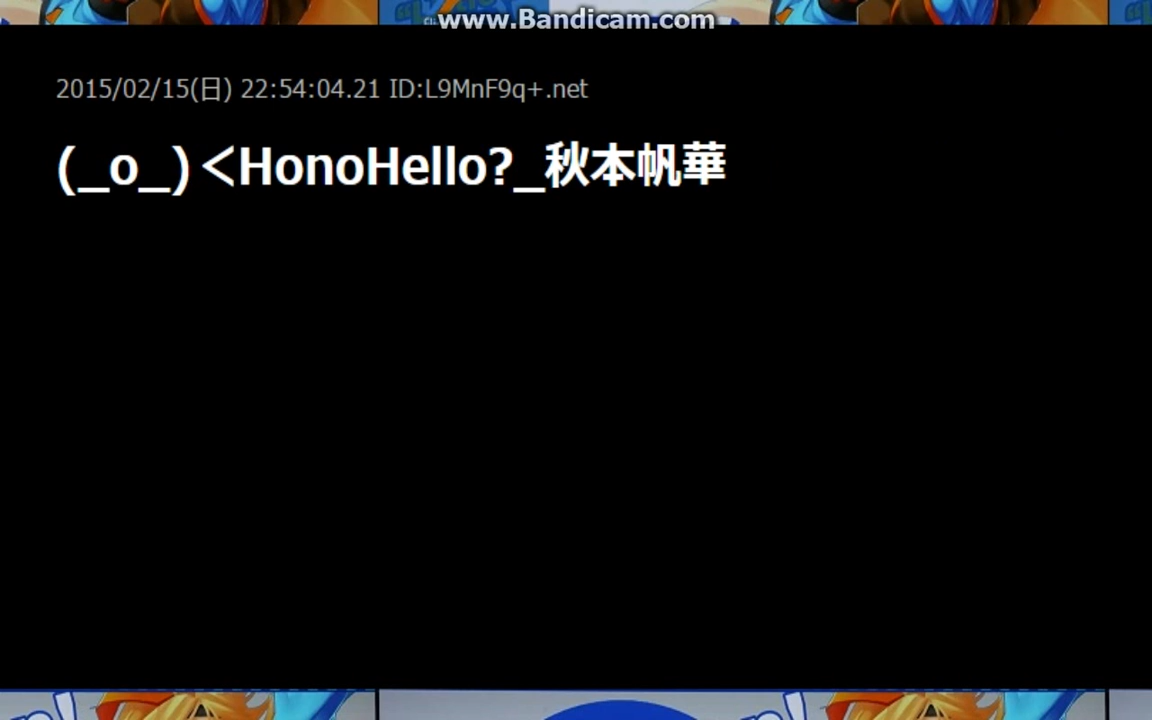 www.Bandicam.com
2015/02/15(日) 22:54:04.21 ID:L9MnF9q+.net
(_o_)＜HonoHello?_秋本帆華